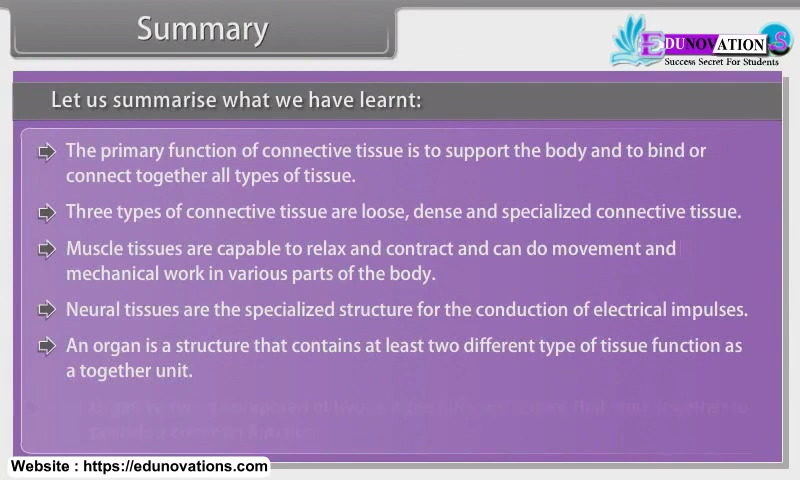 Summary
EDUNOVATION.S
Success Secret For Students
Let us summarise what we have learnt:
The primary function of connective tissue is to support the body and to bind or
connect together all types of tissue.
Three types of connective tissue are loose, dense and specialized connective tissue.
Muscle tissues are capable to relax and contract and can do movement and
mechanical work in various parts of the body.
Neural tissues are the specialized structure for the conduction of electrical impulses.
An organ is a structure that contains at least two different type of tissue function as
a together unit.
Website : https://edunovations.com